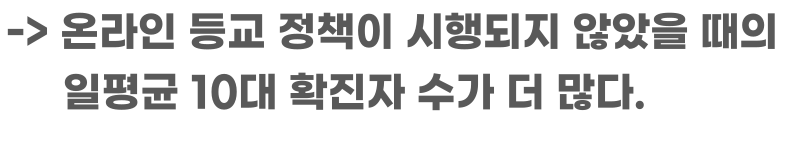 -> 온라인 등교 정책이 시행되지 않았을 때의
일평균 10대 확진자 수가 더 많다.